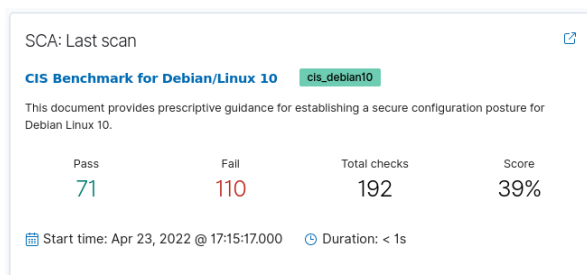 SCA: Last scan
CIS Benchmark for Debian/Linux 10 cis_debian10
This document provides prescriptive guidance for establishing a secure configuration posture for
Debian Linux 10.
Pass Fail Total checks Score
71 110 192 39%
Start time: Apr 23, 2022 @ 17:15:17.000 Duration: < 1s